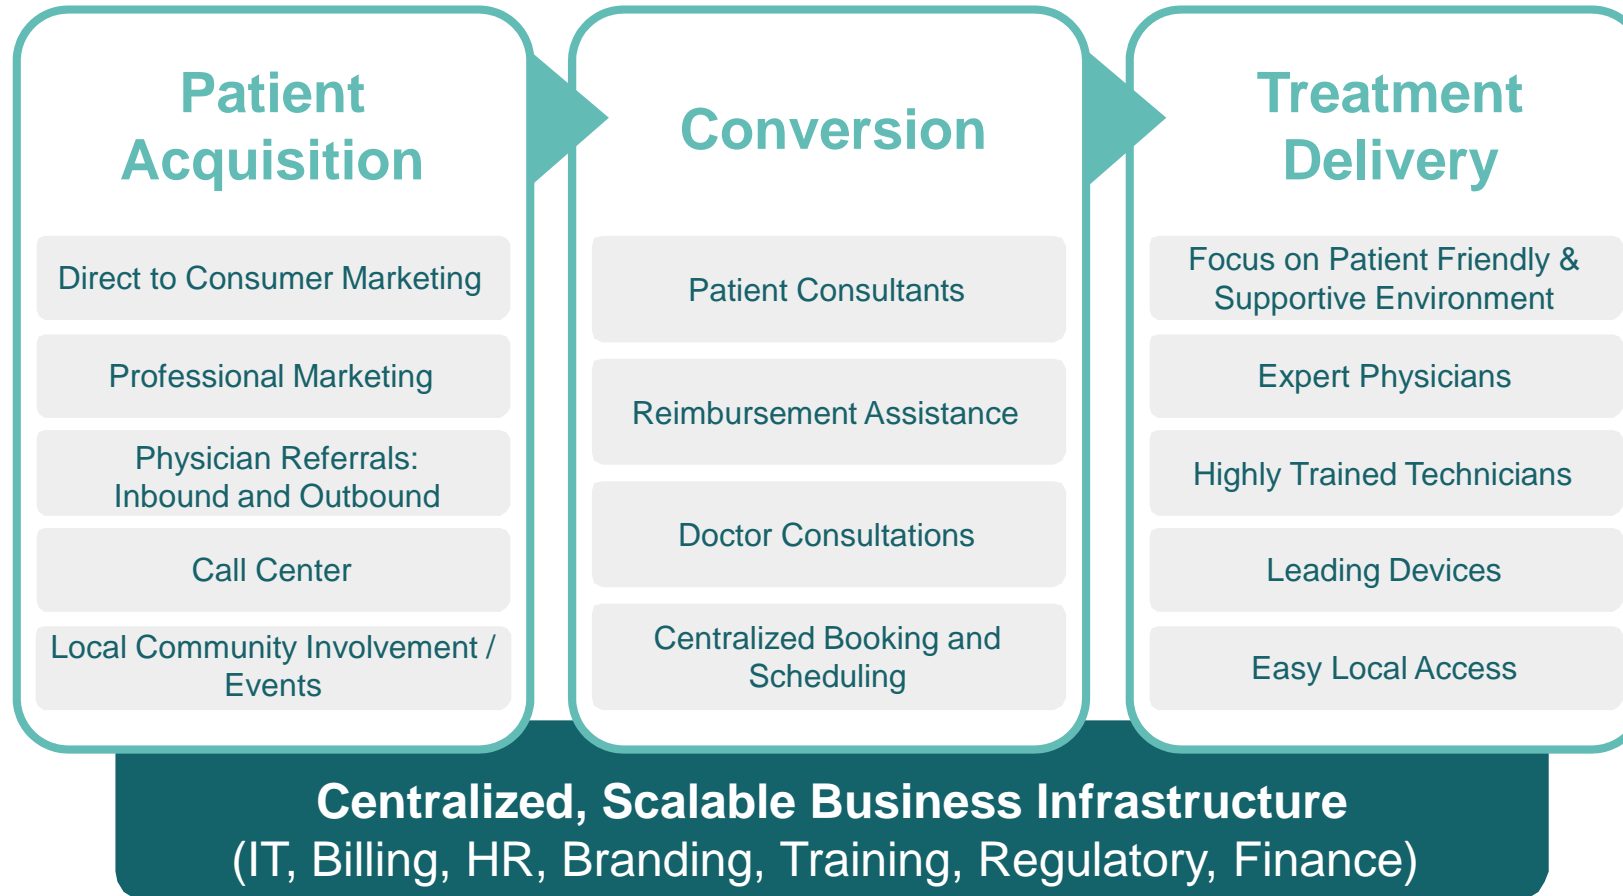 Patient
Acquisition
Direct to Consumer Marketing
Professional Marketing
Physician Referrals:
Inbound and Outbound
Call Center
Local Community Involvement /
Events
Conversion
Patient Consultants
Reimbursement Assistance
Doctor Consultations
Centralized Booking and
Scheduling
Treatment
Delivery
Focus on Patient Friendly &
Supportive Environment
Expert Physicians
Highly Trained Technicians
Leading Devices
Easy Local Access
Centralized, Scalable Business Infrastructure
(IT, Billing, HR, Branding, Training, Regulatory, Finance)